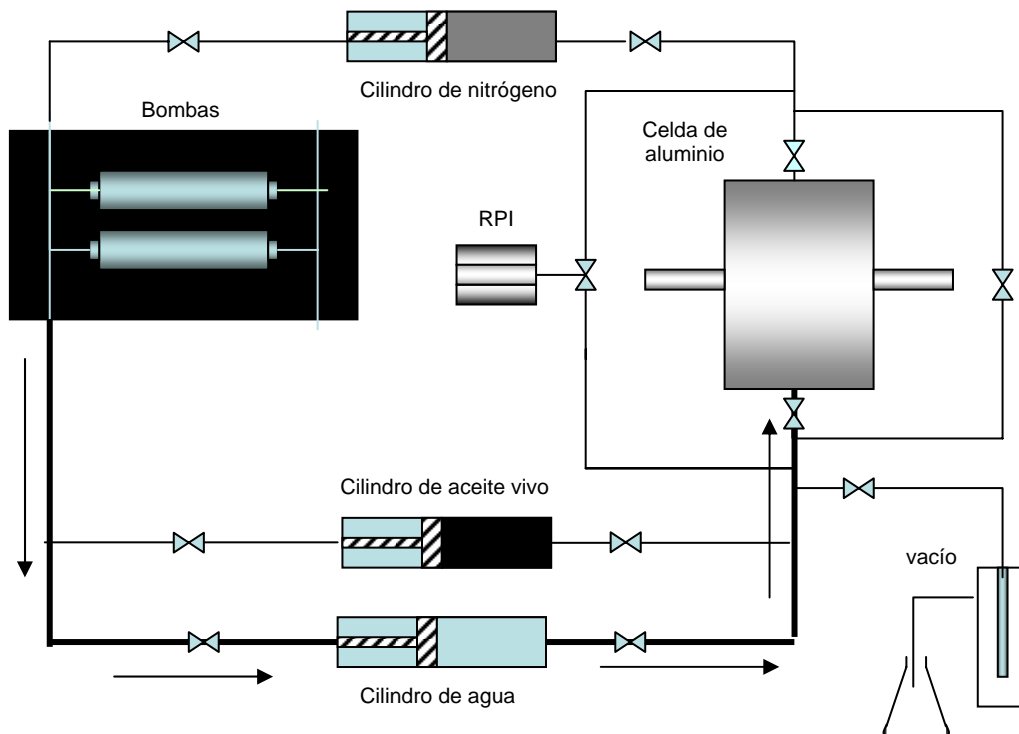 Cilindro de nitrógeno
Bombas
Celda de
aluminio
RPI
Cilindro de aceite vivo
vacío
Cilindro de agua